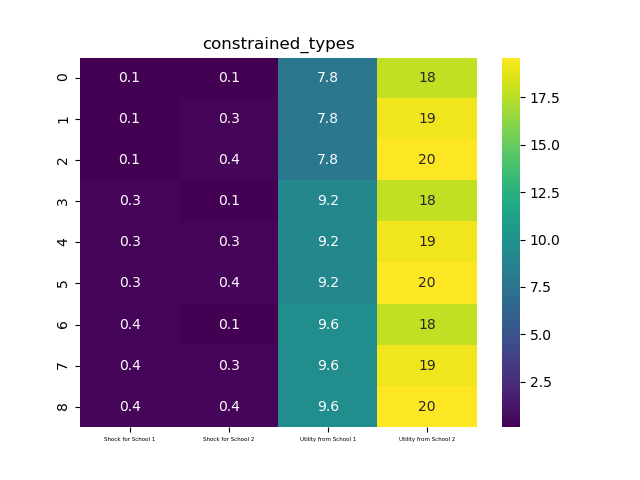 constrained_types
0 0.1 0.1 7.8 18
1 0.1 0.3 7.8 19
2 0.1 0.4 7.8 20
3 0.3 0.1 9.2 18
4 0.3 0.3 9.2 19
5 0.3 0.4 9.2 20
6 0.4 0.1 9.6 18
7 0.4 0.3 9.6 19
8 0.4 0.4 9.6 20
Shock for School 1 Shock for School 2 Utility from School 1 Utility from School 2
17.5
15.0
12.5
10.0
7.5
5.0
2.5